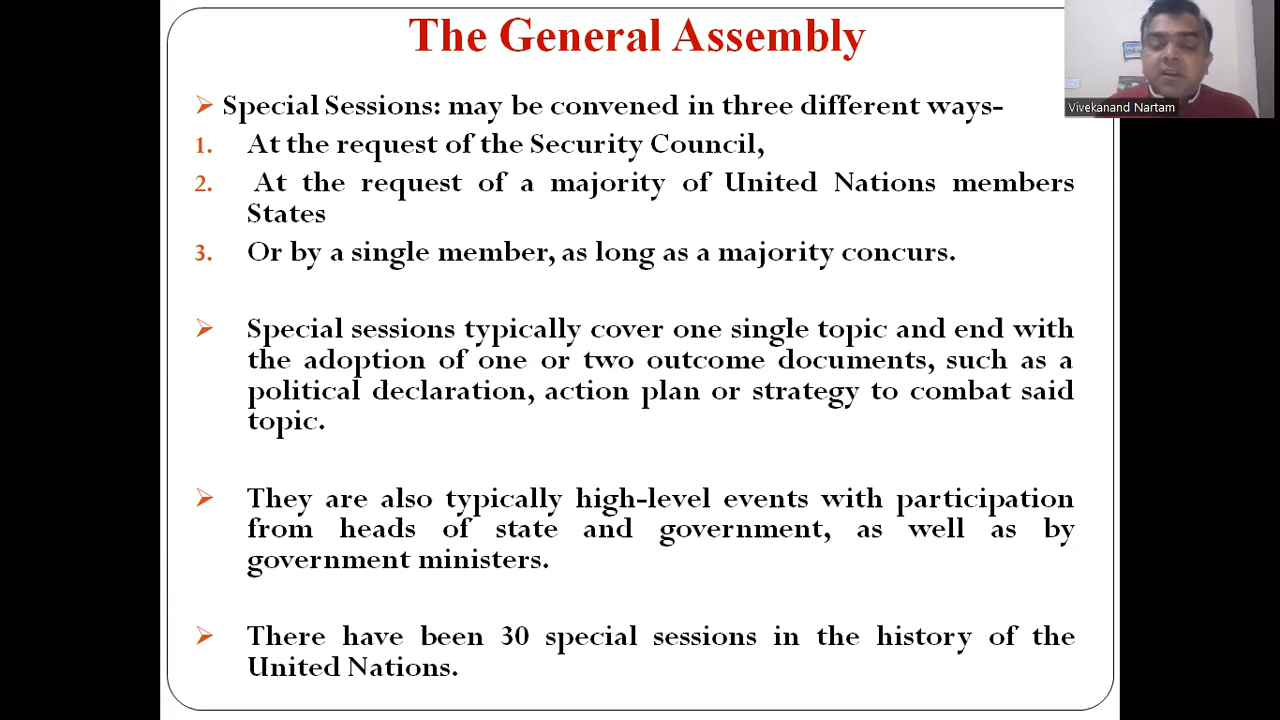 The General Assembly
Vivekanand Nartam
➢ Special Sessions: may be convened in three different ways-
1. At the request of the Security Council,
2. At the request of a majority of United Nations members
States
3. Or by a single member, as long as a majority concurs.
➢ Special sessions typically cover one single topic and end with
the adoption of one or two outcome documents, such as a
political declaration, action plan or strategy to combat said
topic.
➢ They are also typically high-level events with participation
from heads of state and government, as well as by
government ministers.
➢ There have been 30 special sessions in the history of the
United Nations.